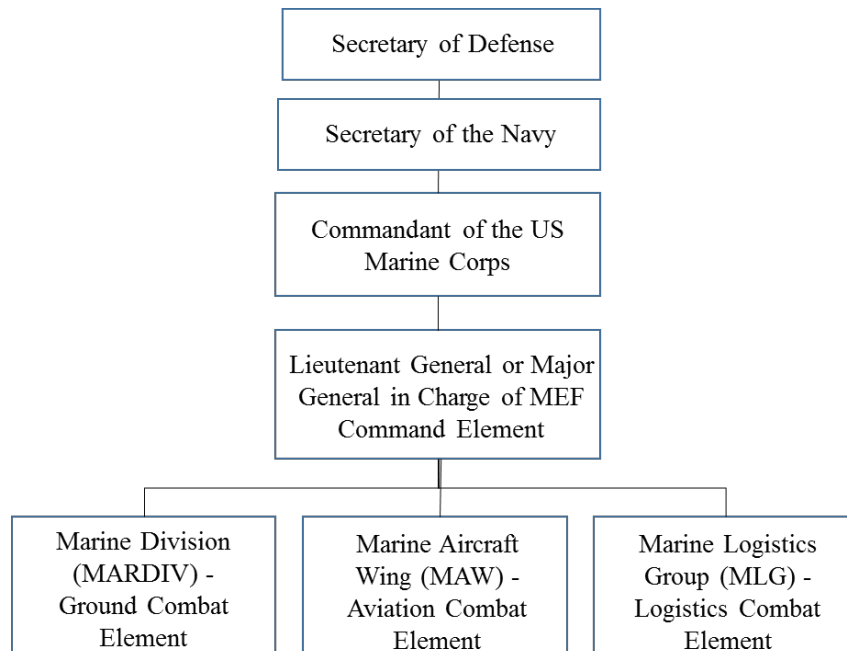 Secretary of Defense
Secretary of the Navy
Commandant of the US
Marine Corps
Lieutenant General or Major
General in Charge of MEF
Command Element
Marine Division
(MARDIV) -
Ground Combat
Element
Marine Aircraft
Wing (MAW) -
Aviation Combat
Element
Marine Logistics
Group (MLG) -
Logistics Combat
Element